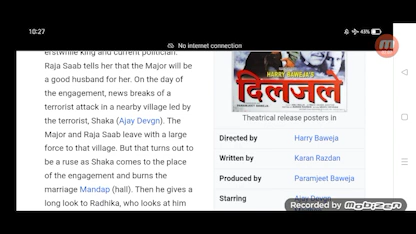 10:27
48%
No internet connection
erstwhile king and current politician.
Raja Saab tells her that the Major will be
a good husband for her. On the day of
the engagement, news breaks of a
terrorist attack in a nearby village led by
the terrorist, Shaka (Ajay Devgn). The
Major and Raja Saab leave with a large
force to that village. But that turns out to
be a ruse as Shaka comes to the place
of the engagement and burns the
marriage Mandap (hall). Then he gives a
long look to Radhika, who looks at him
HARRY BAWEJA'S
दिलजले
Theatrical release posters in
Directed by Harry Baweja
Written by Karan Razdan
Produced by Paramjeet Baweja
Starring Ajay Devgn
Recorded by mobizen